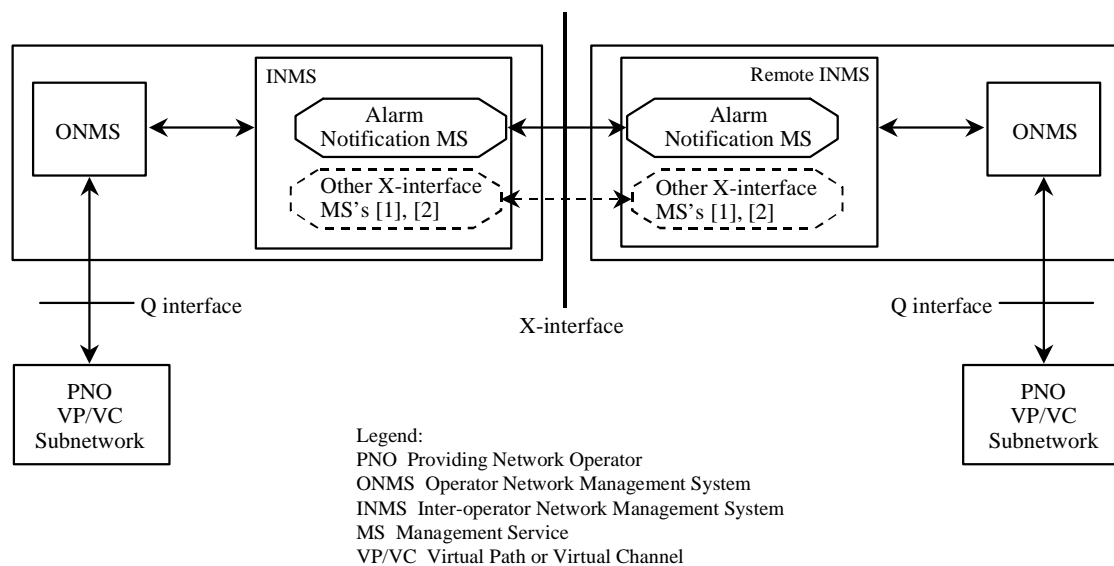 INMS
Remote INMS
ONMS
Alarm
Notification MS
Alarm
Notification MS
ONMS
Other X-interface
MS's [1], [2]
Other X-interface
MS's [1], [2]
Q interface
X-interface
Q interface
PNO
VP/VC
Subnetwork
PNO
VP/VC
Subnetwork
Legend:
PNO Providing Network Operator
ONMS Operator Network Management System
INMS Inter-operator Network Management System
MS Management Service
VP/VC Virtual Path or Virtual Channel